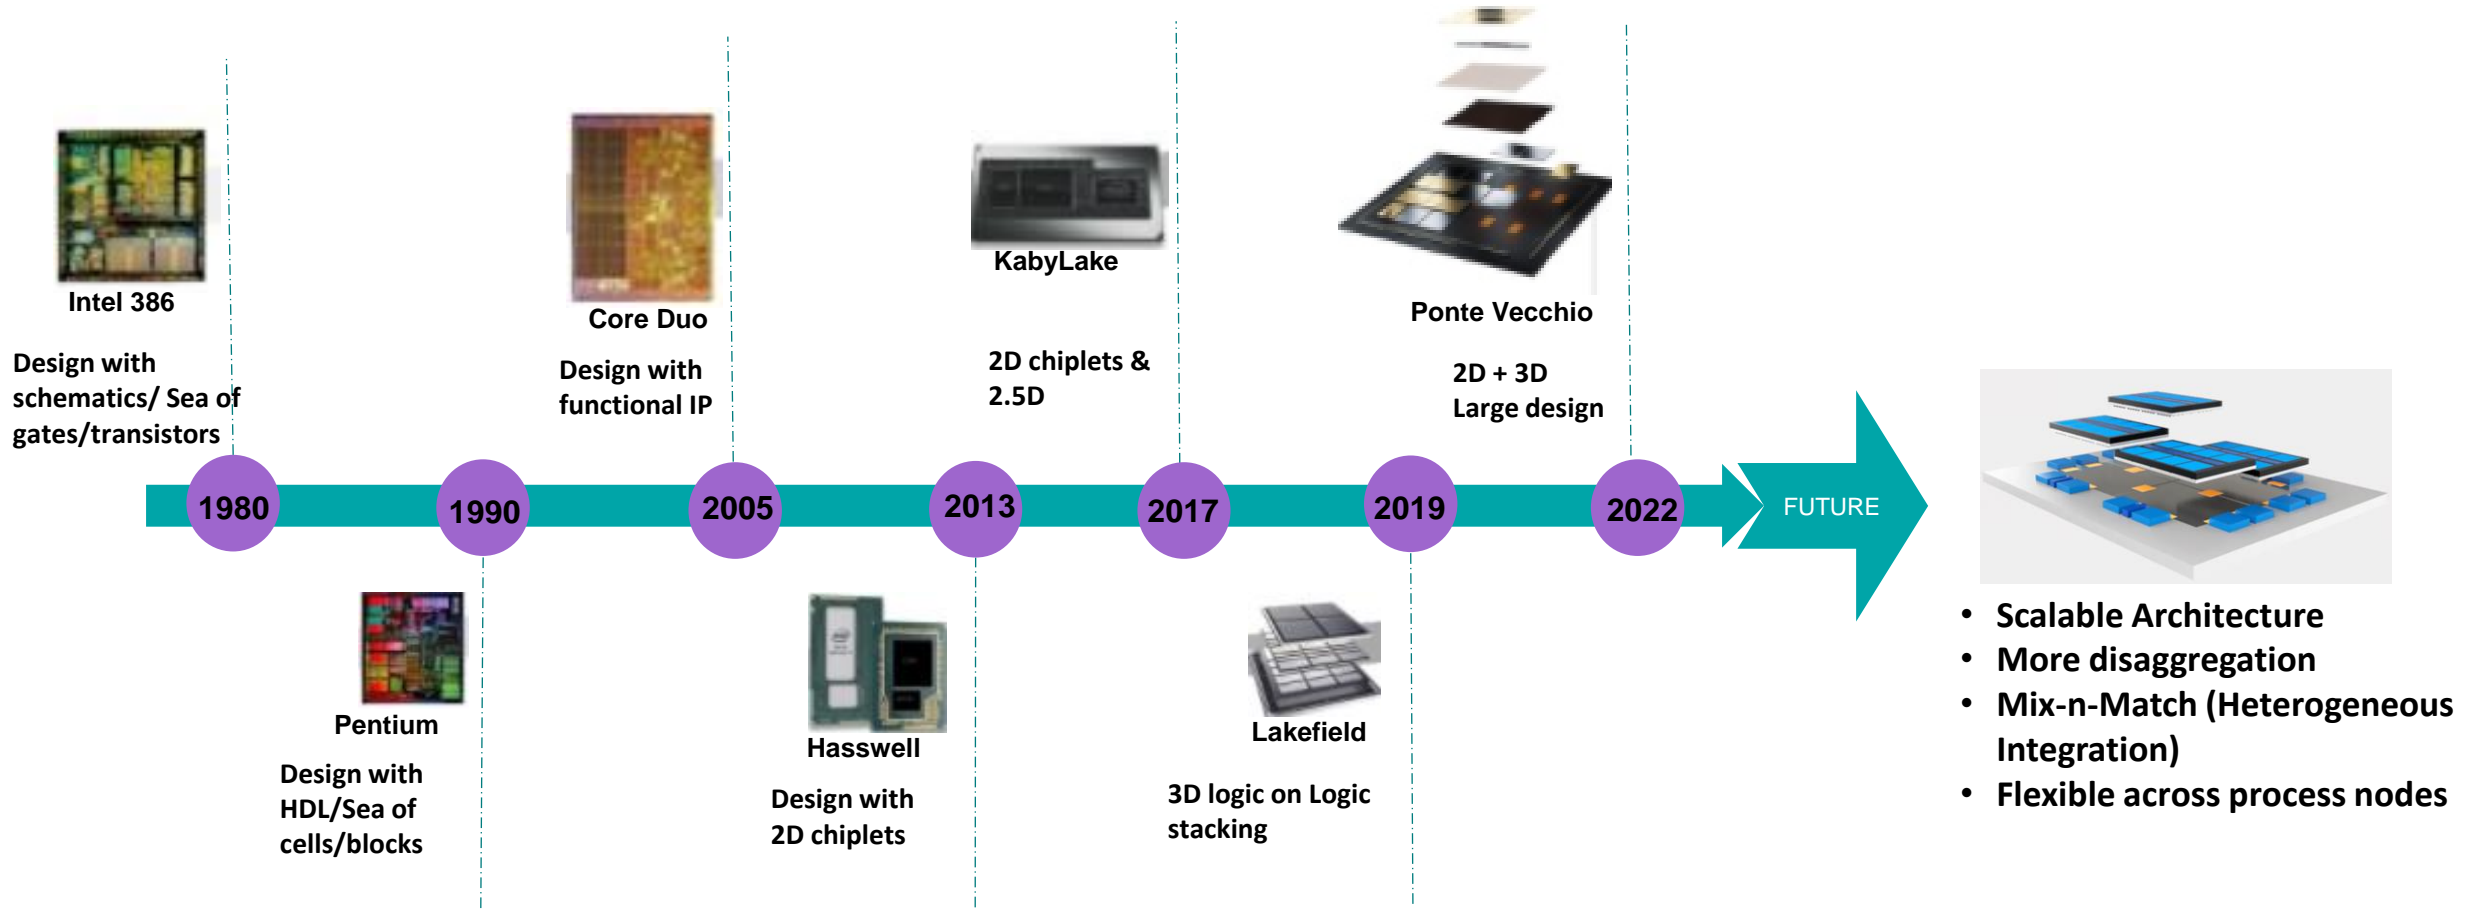 Intel 386
Design with
schematics/ Sea of
gates/transistors
Core Duo
Design with
functional IP
KabyLake
2D chiplets &
2.5D
Ponte Vecchio
2D + 3D
Large design
1980
1990
2005
2013
2017
2019
2022
FUTURE
Pentium
Design with
HDL/Sea of
cells/blocks
Hasswell
Design with
2D chiplets
Lakefield
3D logic on Logic
stacking
• Scalable Architecture
• More disaggregation
• Mix-n-Match (Heterogeneous
Integration)
• Flexible across process nodes